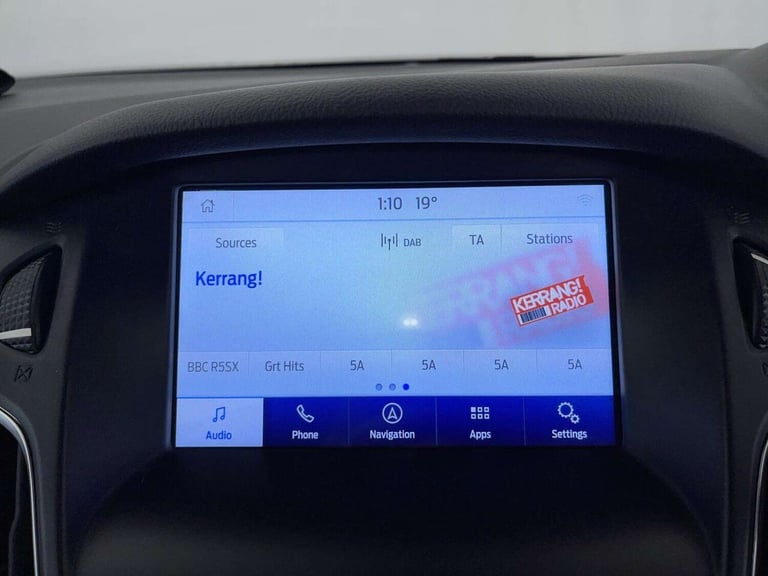 1:10 19°
Sources DAB TA Stations
Kerrang!
KERRANG!
RADIO
BBC R5SX Grt Hits 5A 5A 5A 5A
Audio Phone Navigation Apps Settings